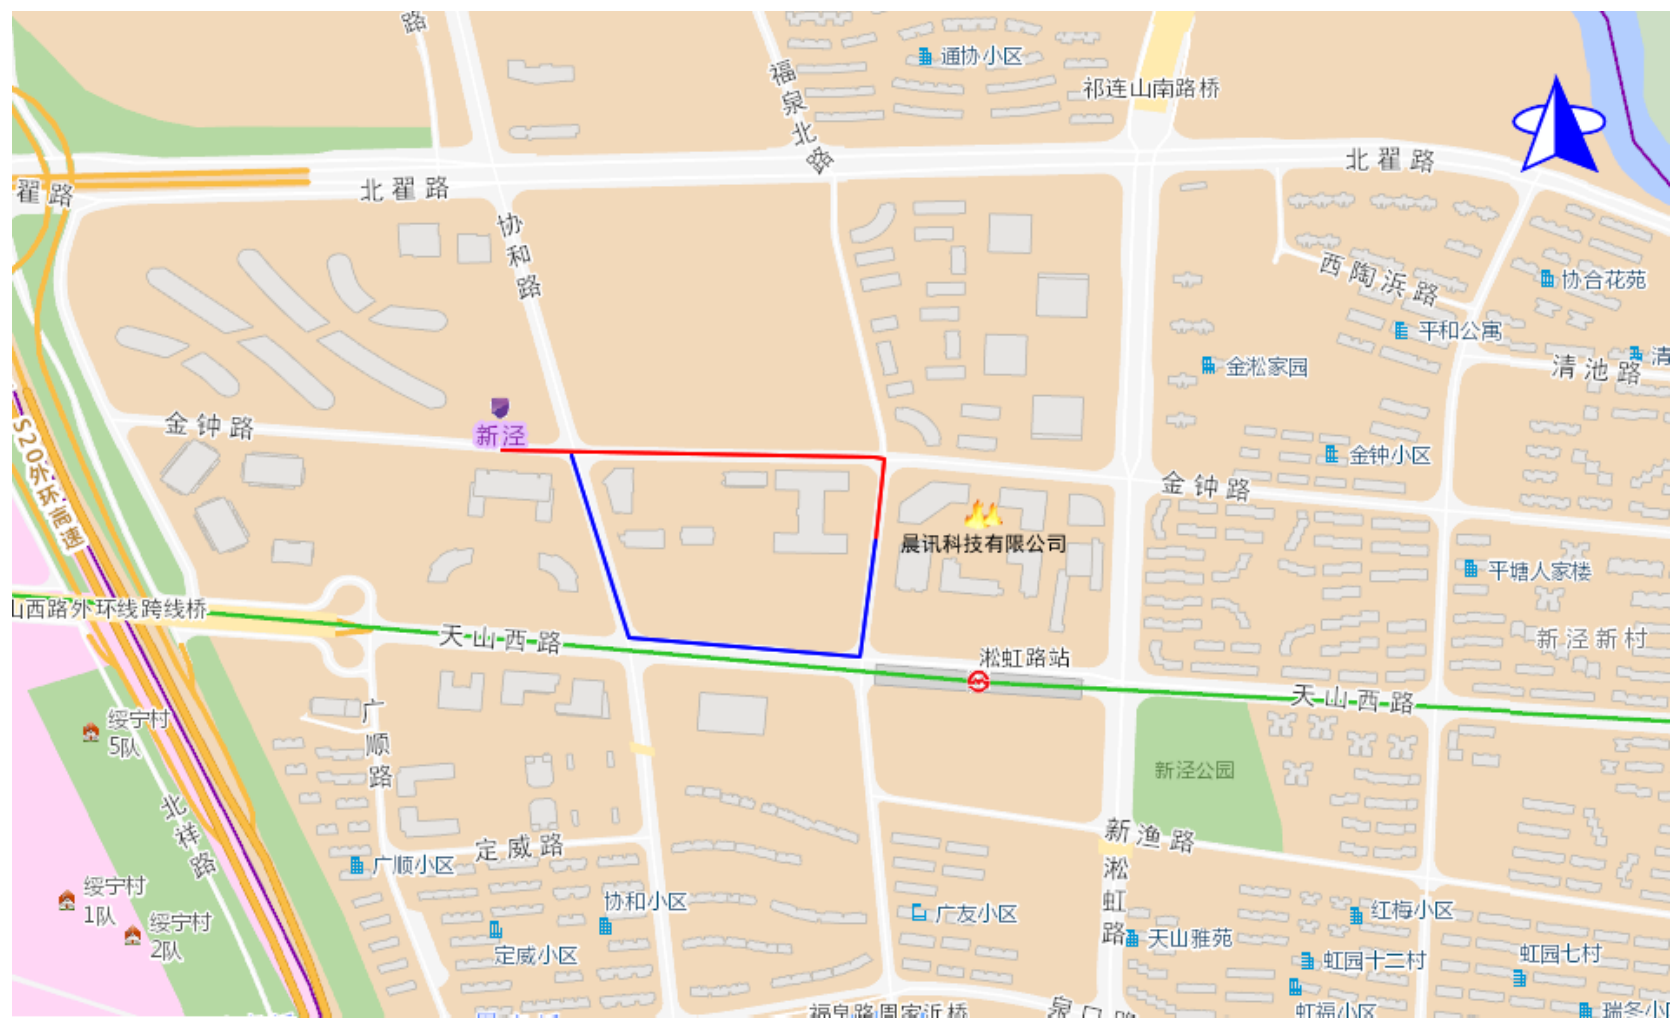 路
通协小区
福泉北路
祁连山南路桥
北翟路
翟路
北翟路
协和路
西陶浜路
协合花苑
平和公寓
金淞家园
清池路
清
金钟路
新泾
金钟小区
S20外环高速
金钟路
晨讯科技有限公司
平塘人家楼
山西路外环线跨线桥
天山西路
新泾新村
淞虹路站
天山西路
绥宁村
5队
广顺路
新泾公园
北祥路
定威路
新渔路
广顺小区
淞虹路
绥宁村
1队
绥宁村
2队
协和小区
广友小区
红梅小区
天山雅苑
定威小区
虹园十二村
虹园七村
福泉路周家浜桥
虹福小区
瑞冬小